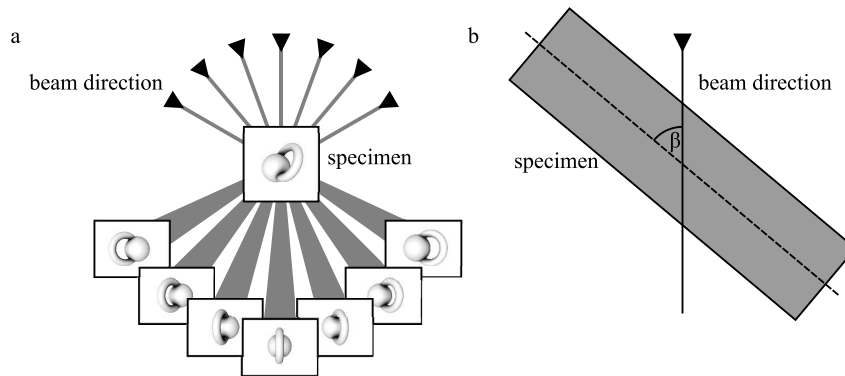 a
beam direction
specimen
b
beam direction
specimen
β